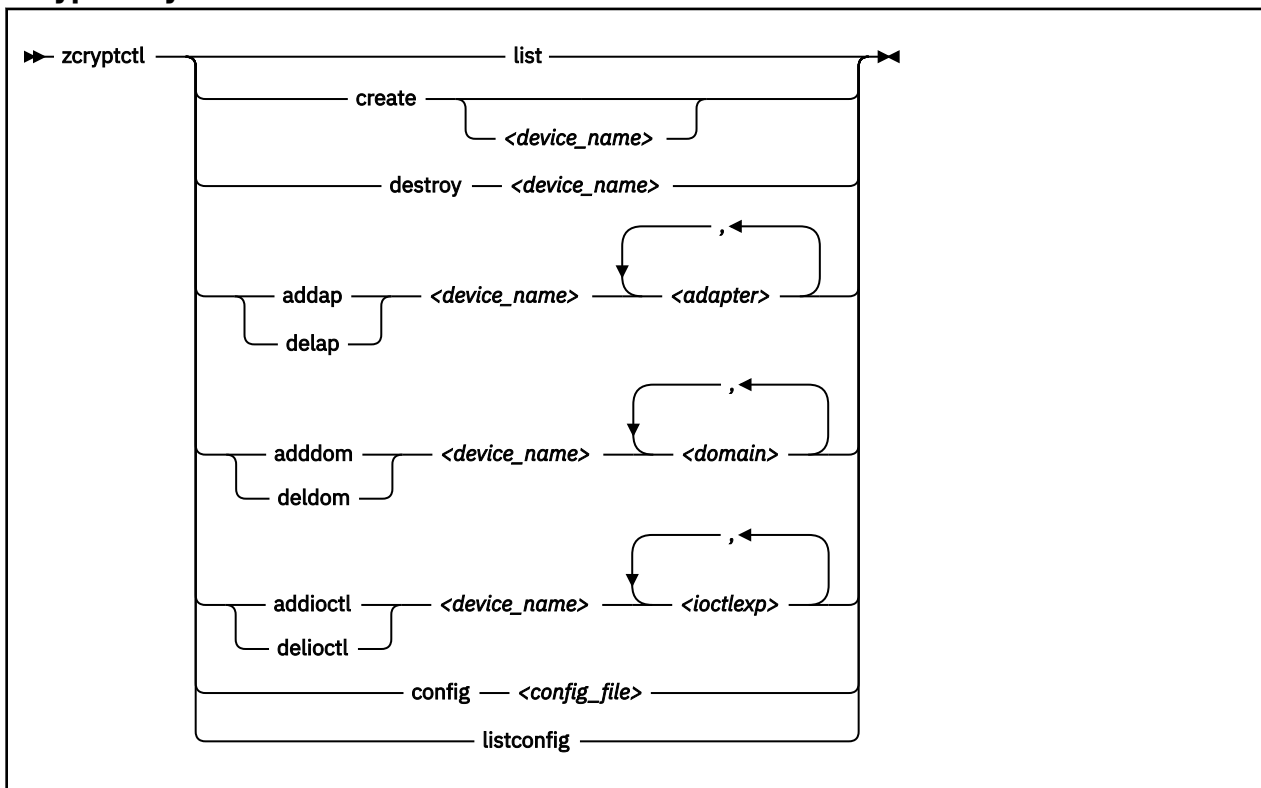 zcryptctl list
create
<device_name>
destroy <device_name>
,
addap <device_name> <adapter>
delap
,
adddom <device_name> <domain>
deldom
,
addioctl <device_name> <ioctlexp>
delioctl
config <config_file>
listconfig